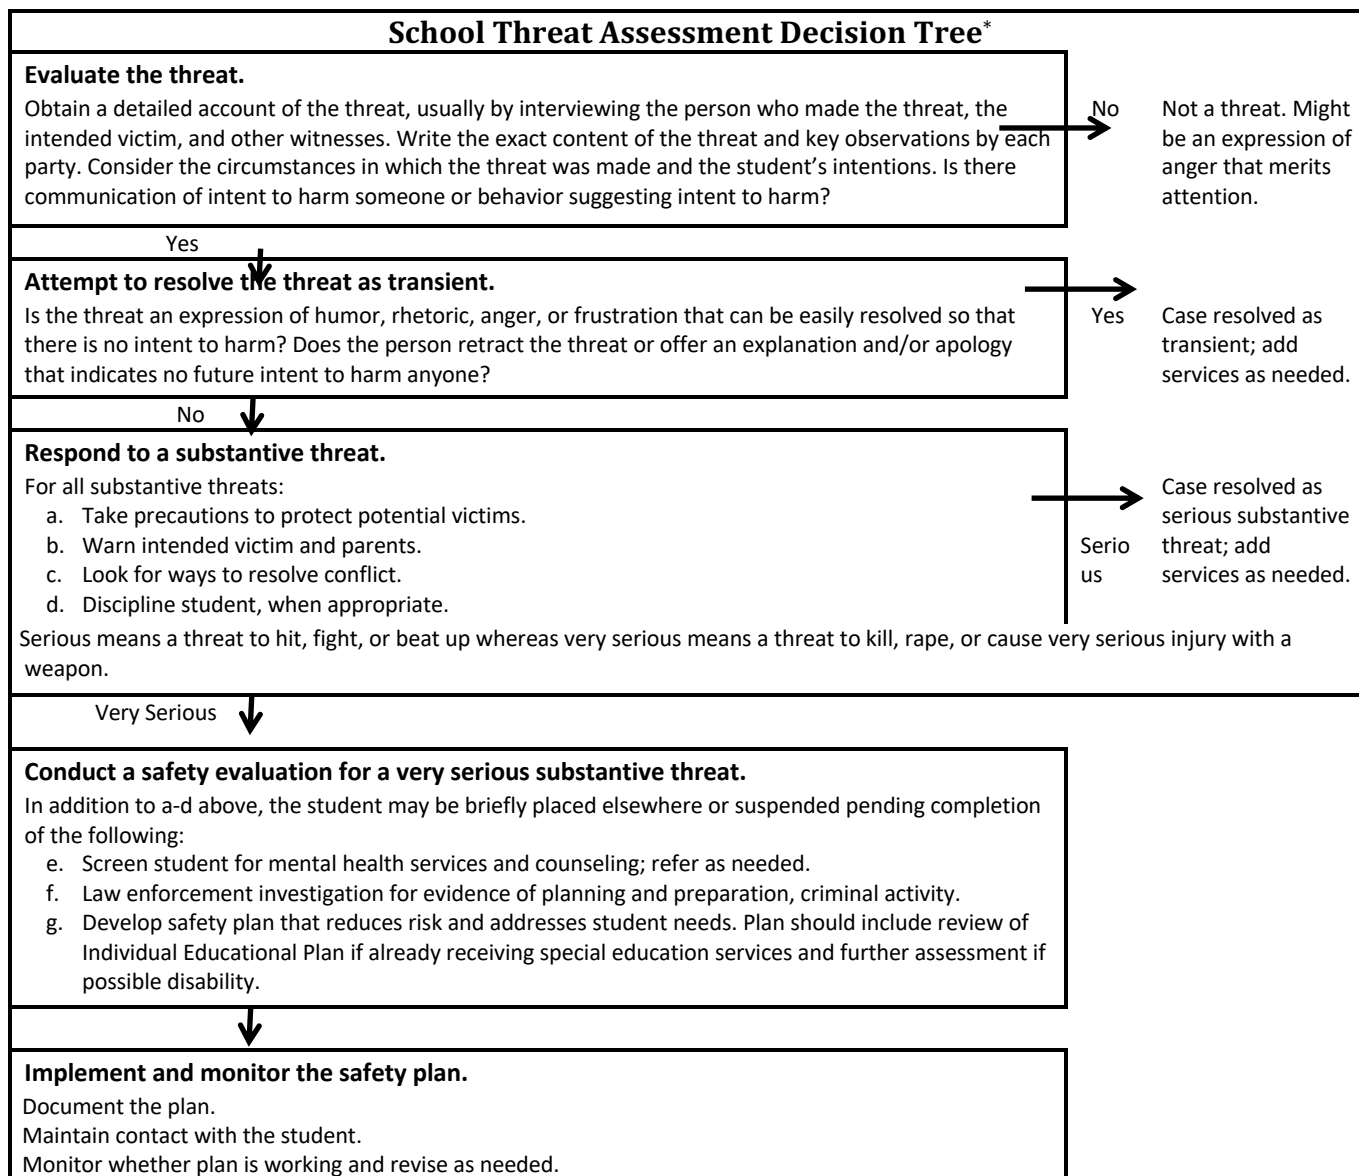 School Threat Assessment Decision Tree*
Evaluate the threat.
Obtain a detailed account of the threat, usually by interviewing the person who made the threat, the
intended victim, and other witnesses. Write the exact content of the threat and key observations by each
party. Consider the circumstances in which the threat was made and the student’s intentions. Is there
communication of intent to harm someone or behavior suggesting intent to harm?
No
Not a threat. Might
be an expression of
anger that merits
attention.
Yes
Attempt to resolve the threat as transient.
Is the threat an expression of humor, rhetoric, anger, or frustration that can be easily resolved so that
there is no intent to harm? Does the person retract the threat or offer an explanation and/or apology
that indicates no future intent to harm anyone?
Yes
Case resolved as
transient; add
services as needed.
No
Respond to a substantive threat.
For all substantive threats:
a. Take precautions to protect potential victims.
b. Warn intended victim and parents.
c. Look for ways to resolve conflict.
d. Discipline student, when appropriate.
Serio
us
Case resolved as
serious substantive
threat; add
services as needed.
Serious means a threat to hit, fight, or beat up whereas very serious means a threat to kill, rape, or cause very serious injury with a
weapon.
Very Serious
Conduct a safety evaluation for a very serious substantive threat.
In addition to a-d above, the student may be briefly placed elsewhere or suspended pending completion
of the following:
e. Screen student for mental health services and counseling; refer as needed.
f. Law enforcement investigation for evidence of planning and preparation, criminal activity.
g. Develop safety plan that reduces risk and addresses student needs. Plan should include review of
Individual Educational Plan if already receiving special education services and further assessment if
possible disability.
Implement and monitor the safety plan.
Document the plan.
Maintain contact with the student.
Monitor whether plan is working and revise as needed.